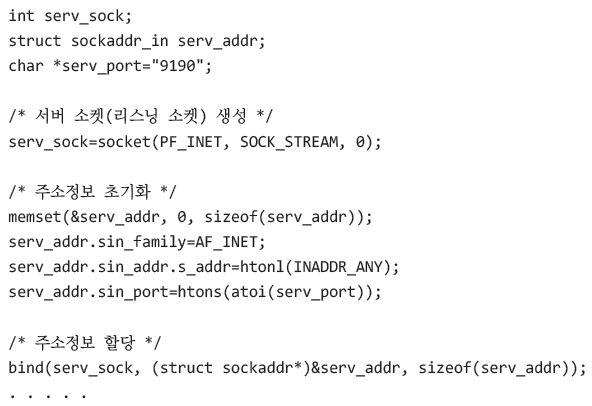 int serv_sock;
struct sockaddr_in serv_addr;
char *serv_port="9190";
/* 서버 소켓(리스닝 소켓) 생성 */
serv_sock=socket(PF_INET, SOCK_STREAM, 0);
/* 주소정보 초기화 */
memset(&serv_addr, 0, sizeof(serv_addr));
serv_addr.sin_family=AF_INET;
serv_addr.sin_addr.s_addr=htonl(INADDR_ANY);
serv_addr.sin_port=htons(atoi(serv_port));
/* 주소정보 할당 */
bind(serv_sock, (struct sockaddr*)&serv_addr, sizeof(serv_addr));
. . . . .